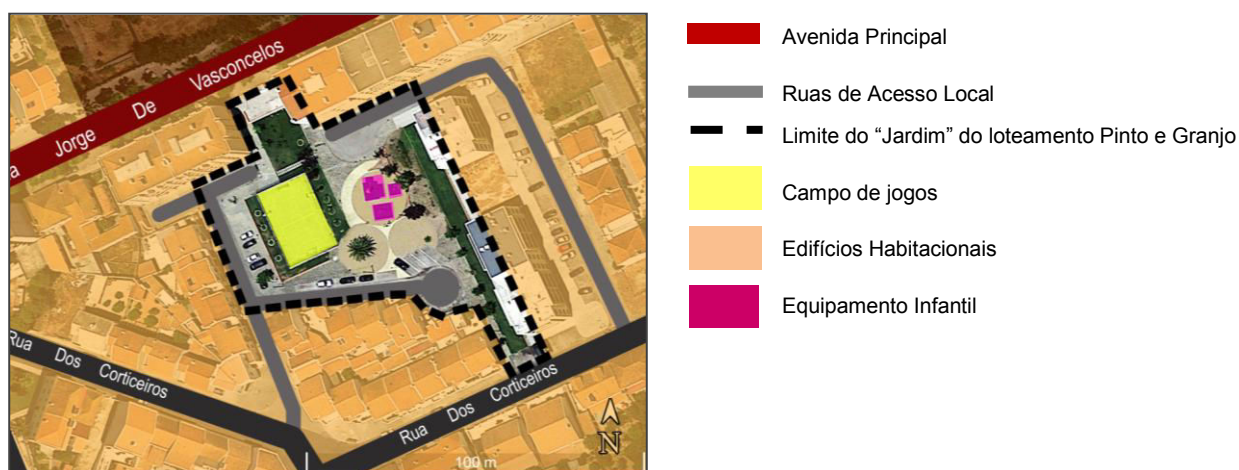 a Jorge De Vasconcelos
Rua Dos Corticeiros
Rua Dos Corticeiros
N
100 m
Avenida Principal
Ruas de Acesso Local
Limite do “Jardim” do loteamento Pinto e Granjo
Campo de jogos
Edifícios Habitacionais
Equipamento Infantil